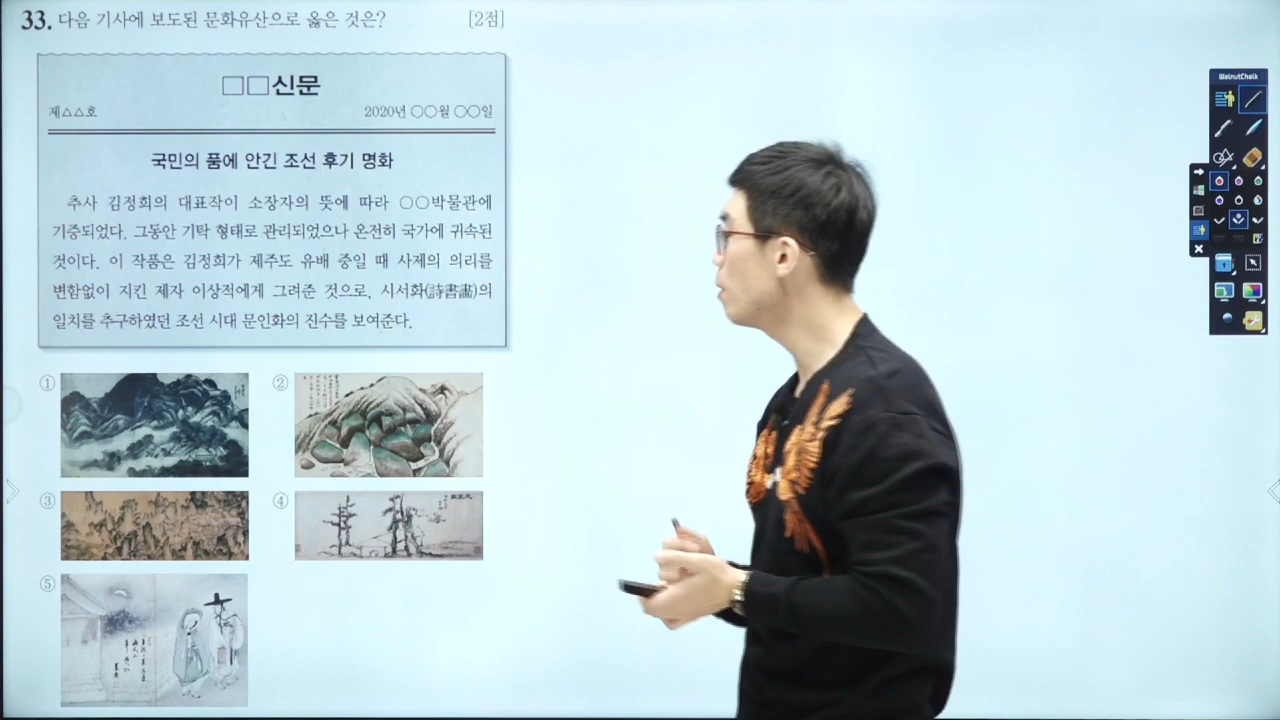 33. 다음 기사에 보도된 문화유산으로 옳은 것은? [2점]
□□신문
제△△호 2020년 ○○월 ○○일
국민의 품에 안긴 조선 후기 명화
추사 김정희의 대표작이 소장자의 뜻에 따라 ○○박물관에
기증되었다. 그동안 기탁 형태로 관리되었으나 온전히 국가에 귀속된
것이다. 이 작품은 김정희가 제주도 유배 중일 때 사제의 의리를
변함없이 지킨 제자 이상적에게 그려준 것으로, 시서화(詩書畵)의
일치를 추구하였던 조선 시대 문인화의 진수를 보여준다.
① ②
③ ④
⑤
WalnutChalk